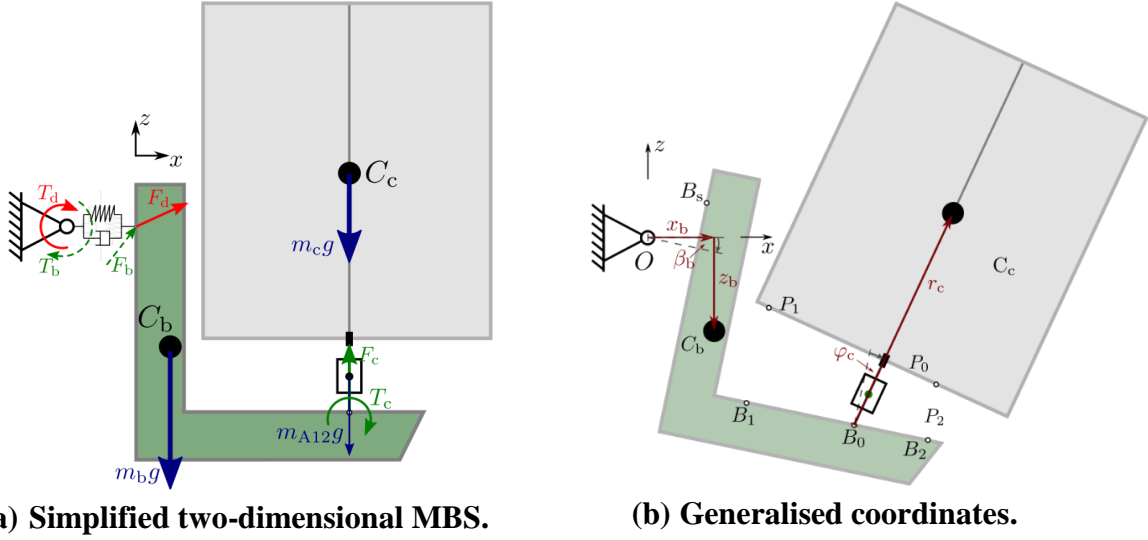 z
x
C_c
T_d
F_d
m_c g
T_b
F_b
C_b
F_c
T_c
m_A12 g
m_b g
a) Simplified two-dimensional MBS.
z
B_s
x_b
x
O
β_b
z_b
C_c
r_c
P_1
C_b
φ_c
P_0
B_1
P_2
B_0
B_2
(b) Generalised coordinates.